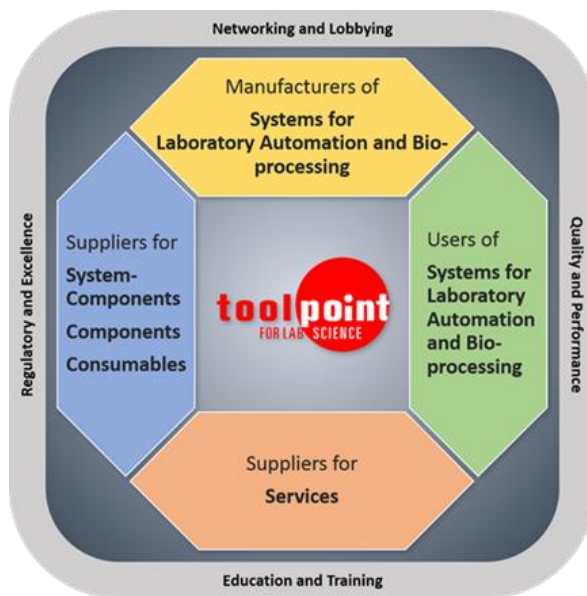 Networking and Lobbying
Manufacturers of
Systems for
Laboratory Automation and Bio-
processing
Regulatory and Excellence
Suppliers for
System-
Components
Components
Consumables
toolpoint
FOR LAB SCIENCE
Users of
Systems for
Laboratory
Automation
and Bio-
processing
Quality and Performance
Suppliers for
Services
Education and Training